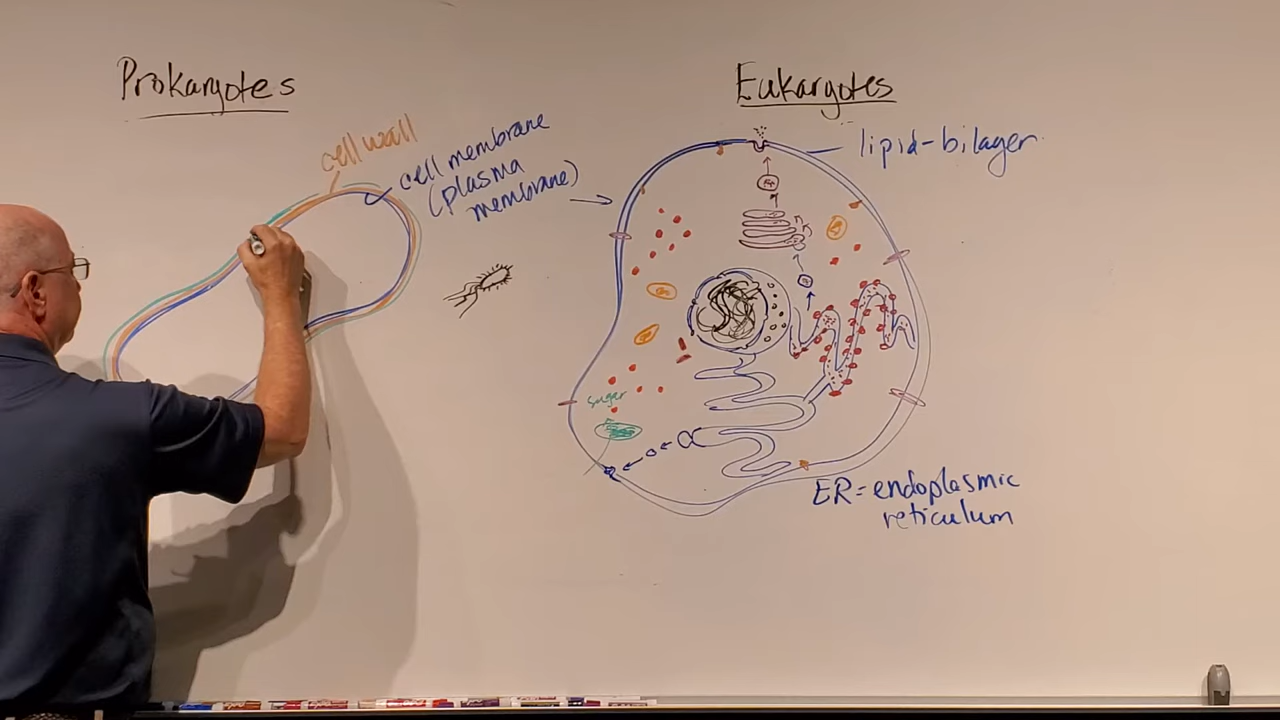 Prokaryotes
cell wall
cell membrane
(plasma
membrane)
Eukaryotes
lipid-bilayer
sugar
ER=endoplasmic
reticulum